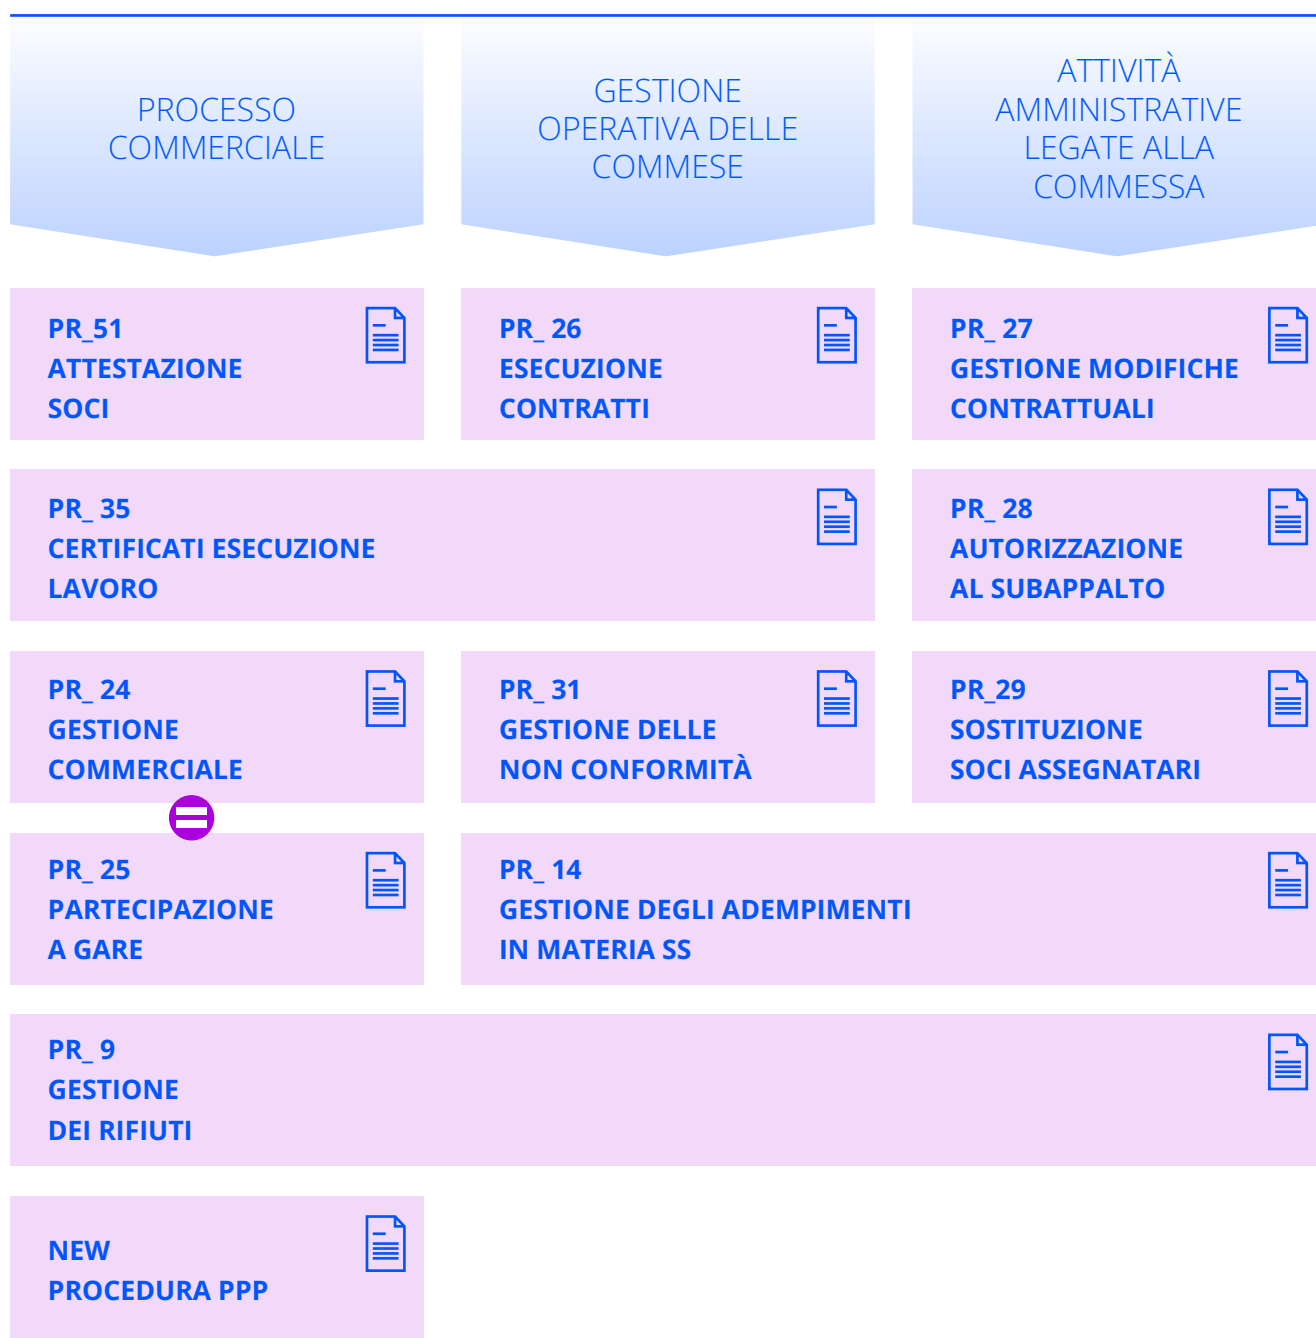 PROCESSO
COMMERCIALE
GESTIONE
OPERATIVA DELLE
COMMESE
ATTIVITÀ
AMMINISTRATIVE
LEGATE ALLA
COMMESSA
PR_51
ATTESTAZIONE
SOCI
PR_ 26
ESECUZIONE
CONTRATTI
PR_ 27
GESTIONE MODIFICHE
CONTRATTUALI
PR_ 35
CERTIFICATI ESECUZIONE
LAVORO
PR_ 28
AUTORIZZAZIONE
AL SUBAPPALTO
PR_ 24
GESTIONE
COMMERCIALE
PR_ 31
GESTIONE DELLE
NON CONFORMITÀ
PR_29
SOSTITUZIONE
SOCI ASSEGNATARI
PR_ 25
PARTECIPAZIONE
A GARE
PR_ 14
GESTIONE DEGLI ADEMPIMENTI
IN MATERIA SS
PR_ 9
GESTIONE
DEI RIFIUTI
NEW
PROCEDURA PPP